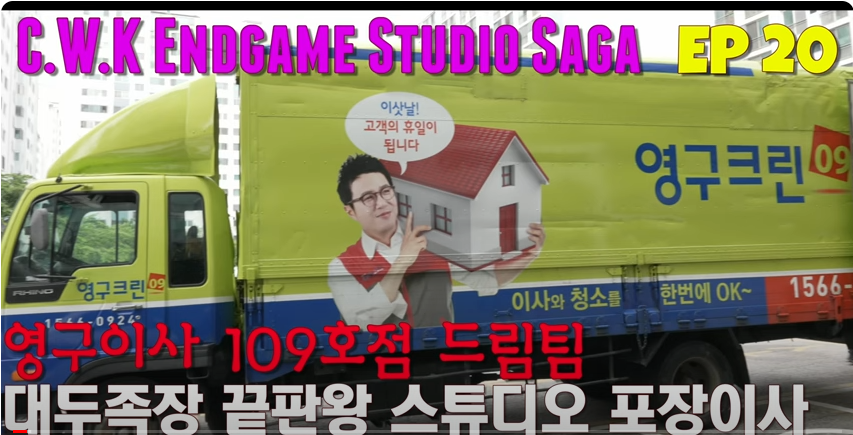 C.W.K ENDGAME STUDIO SAGA EP 20
이삿날!
고객의 휴일이
됩니다
영구크린 09
RHINO
영구크린 09
1566-0924
이사와 청소를 한번에 OK~ 1566-
영구이사 109호점 드림팀
대두족장 끝판왕 스튜디오 포장이사